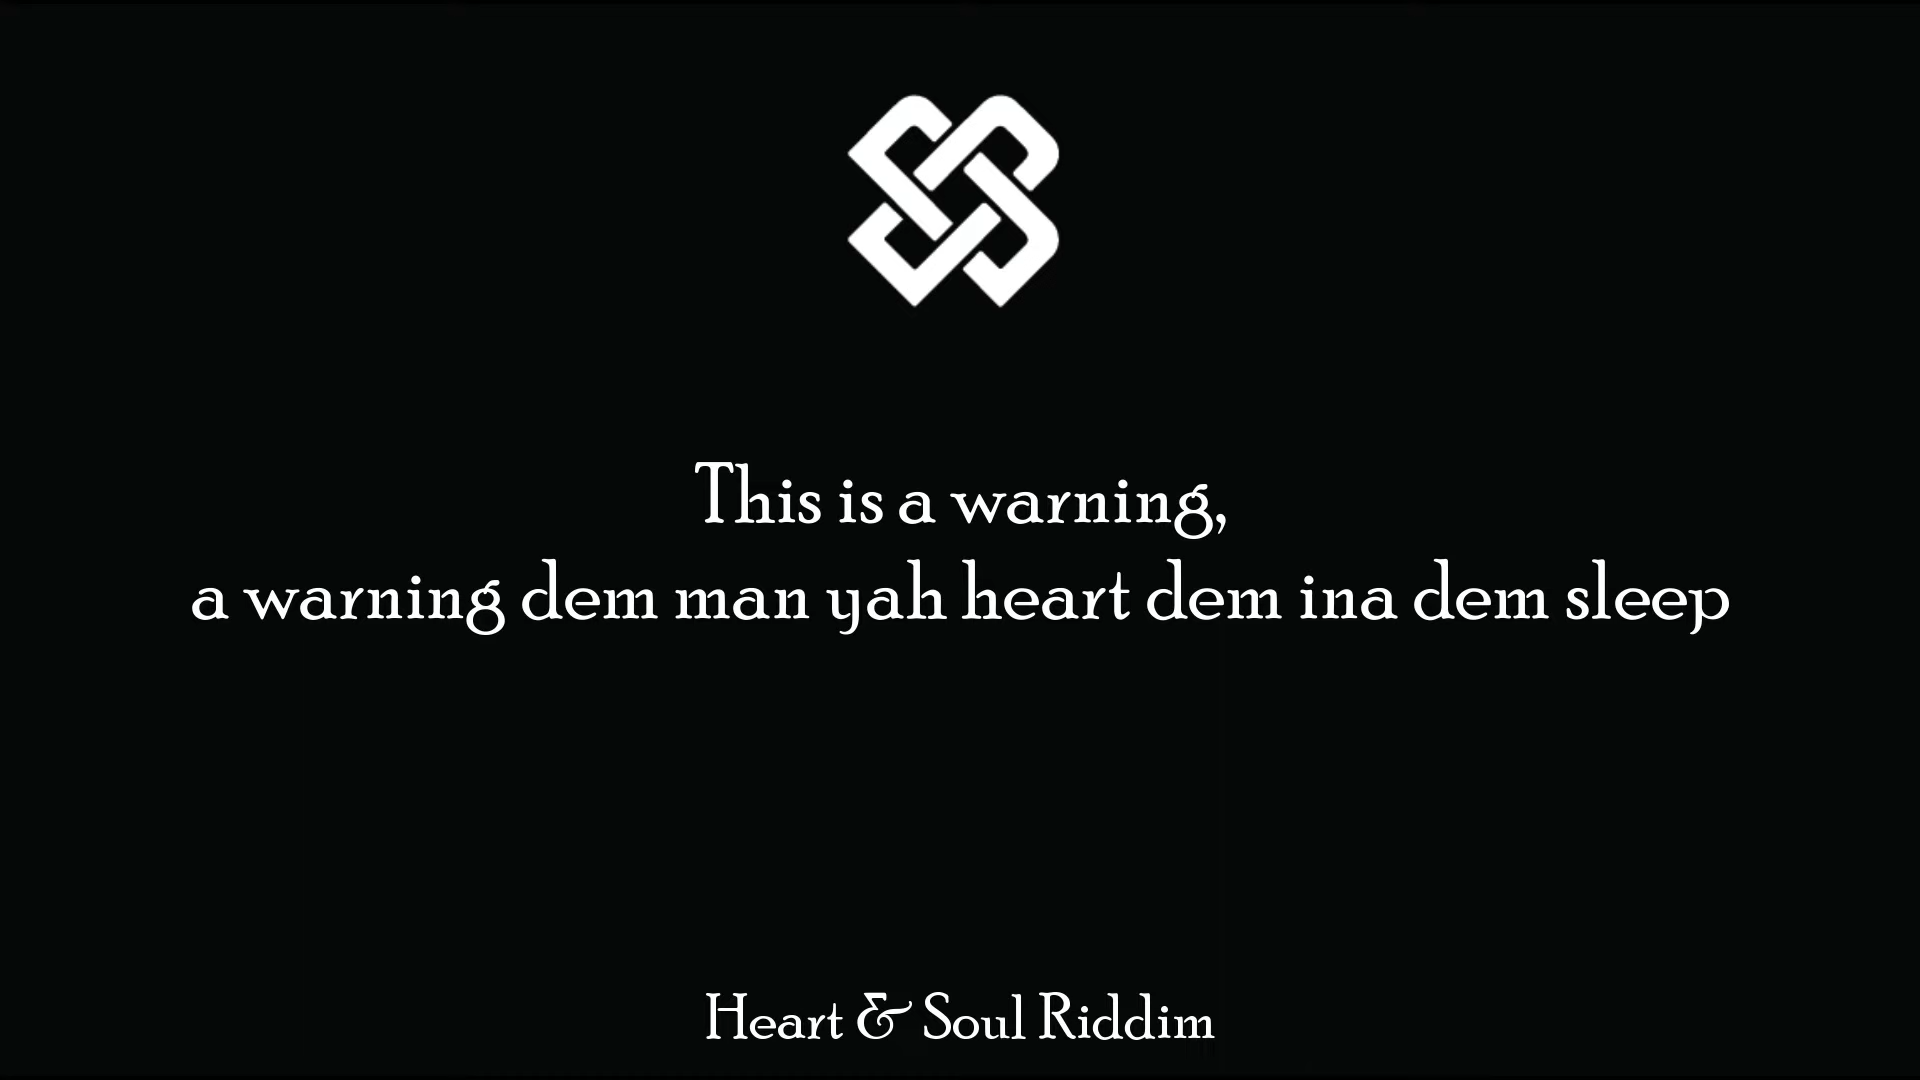 This is a warning,
a warning dem man yah heart dem ina dem sleep
Heart & Soul Riddim